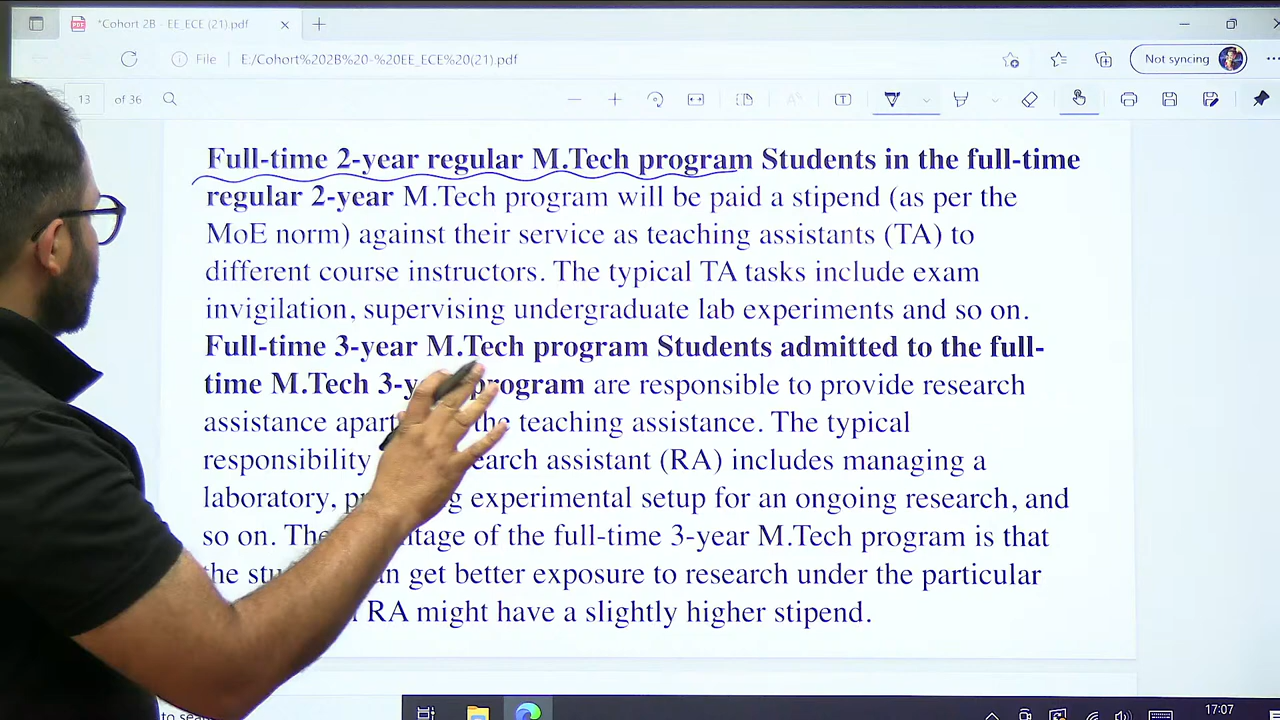 *Cohort 2B - EE_ECE (21).pdf
File E:/Cohort%202B%20-%20EE_ECE%20(21).pdf Not syncing
13 of 36
Full-time 2-year regular M.Tech program Students in the full-time
regular 2-year M.Tech program will be paid a stipend (as per the
MoE norm) against their service as teaching assistants (TA) to
different course instructors. The typical TA tasks include exam
invigilation, supervising undergraduate lab experiments and so on.
Full-time 3-year M.Tech program Students admitted to the full-
time M.Tech 3-y program are responsible to provide research
assistance apart the teaching assistance. The typical
responsibility earch assistant (RA) includes managing a
laboratory, pr g experimental setup for an ongoing research, and
so on. The ntage of the full-time 3-year M.Tech program is that
the stu an get better exposure to research under the particular
RA might have a slightly higher stipend.
17:07